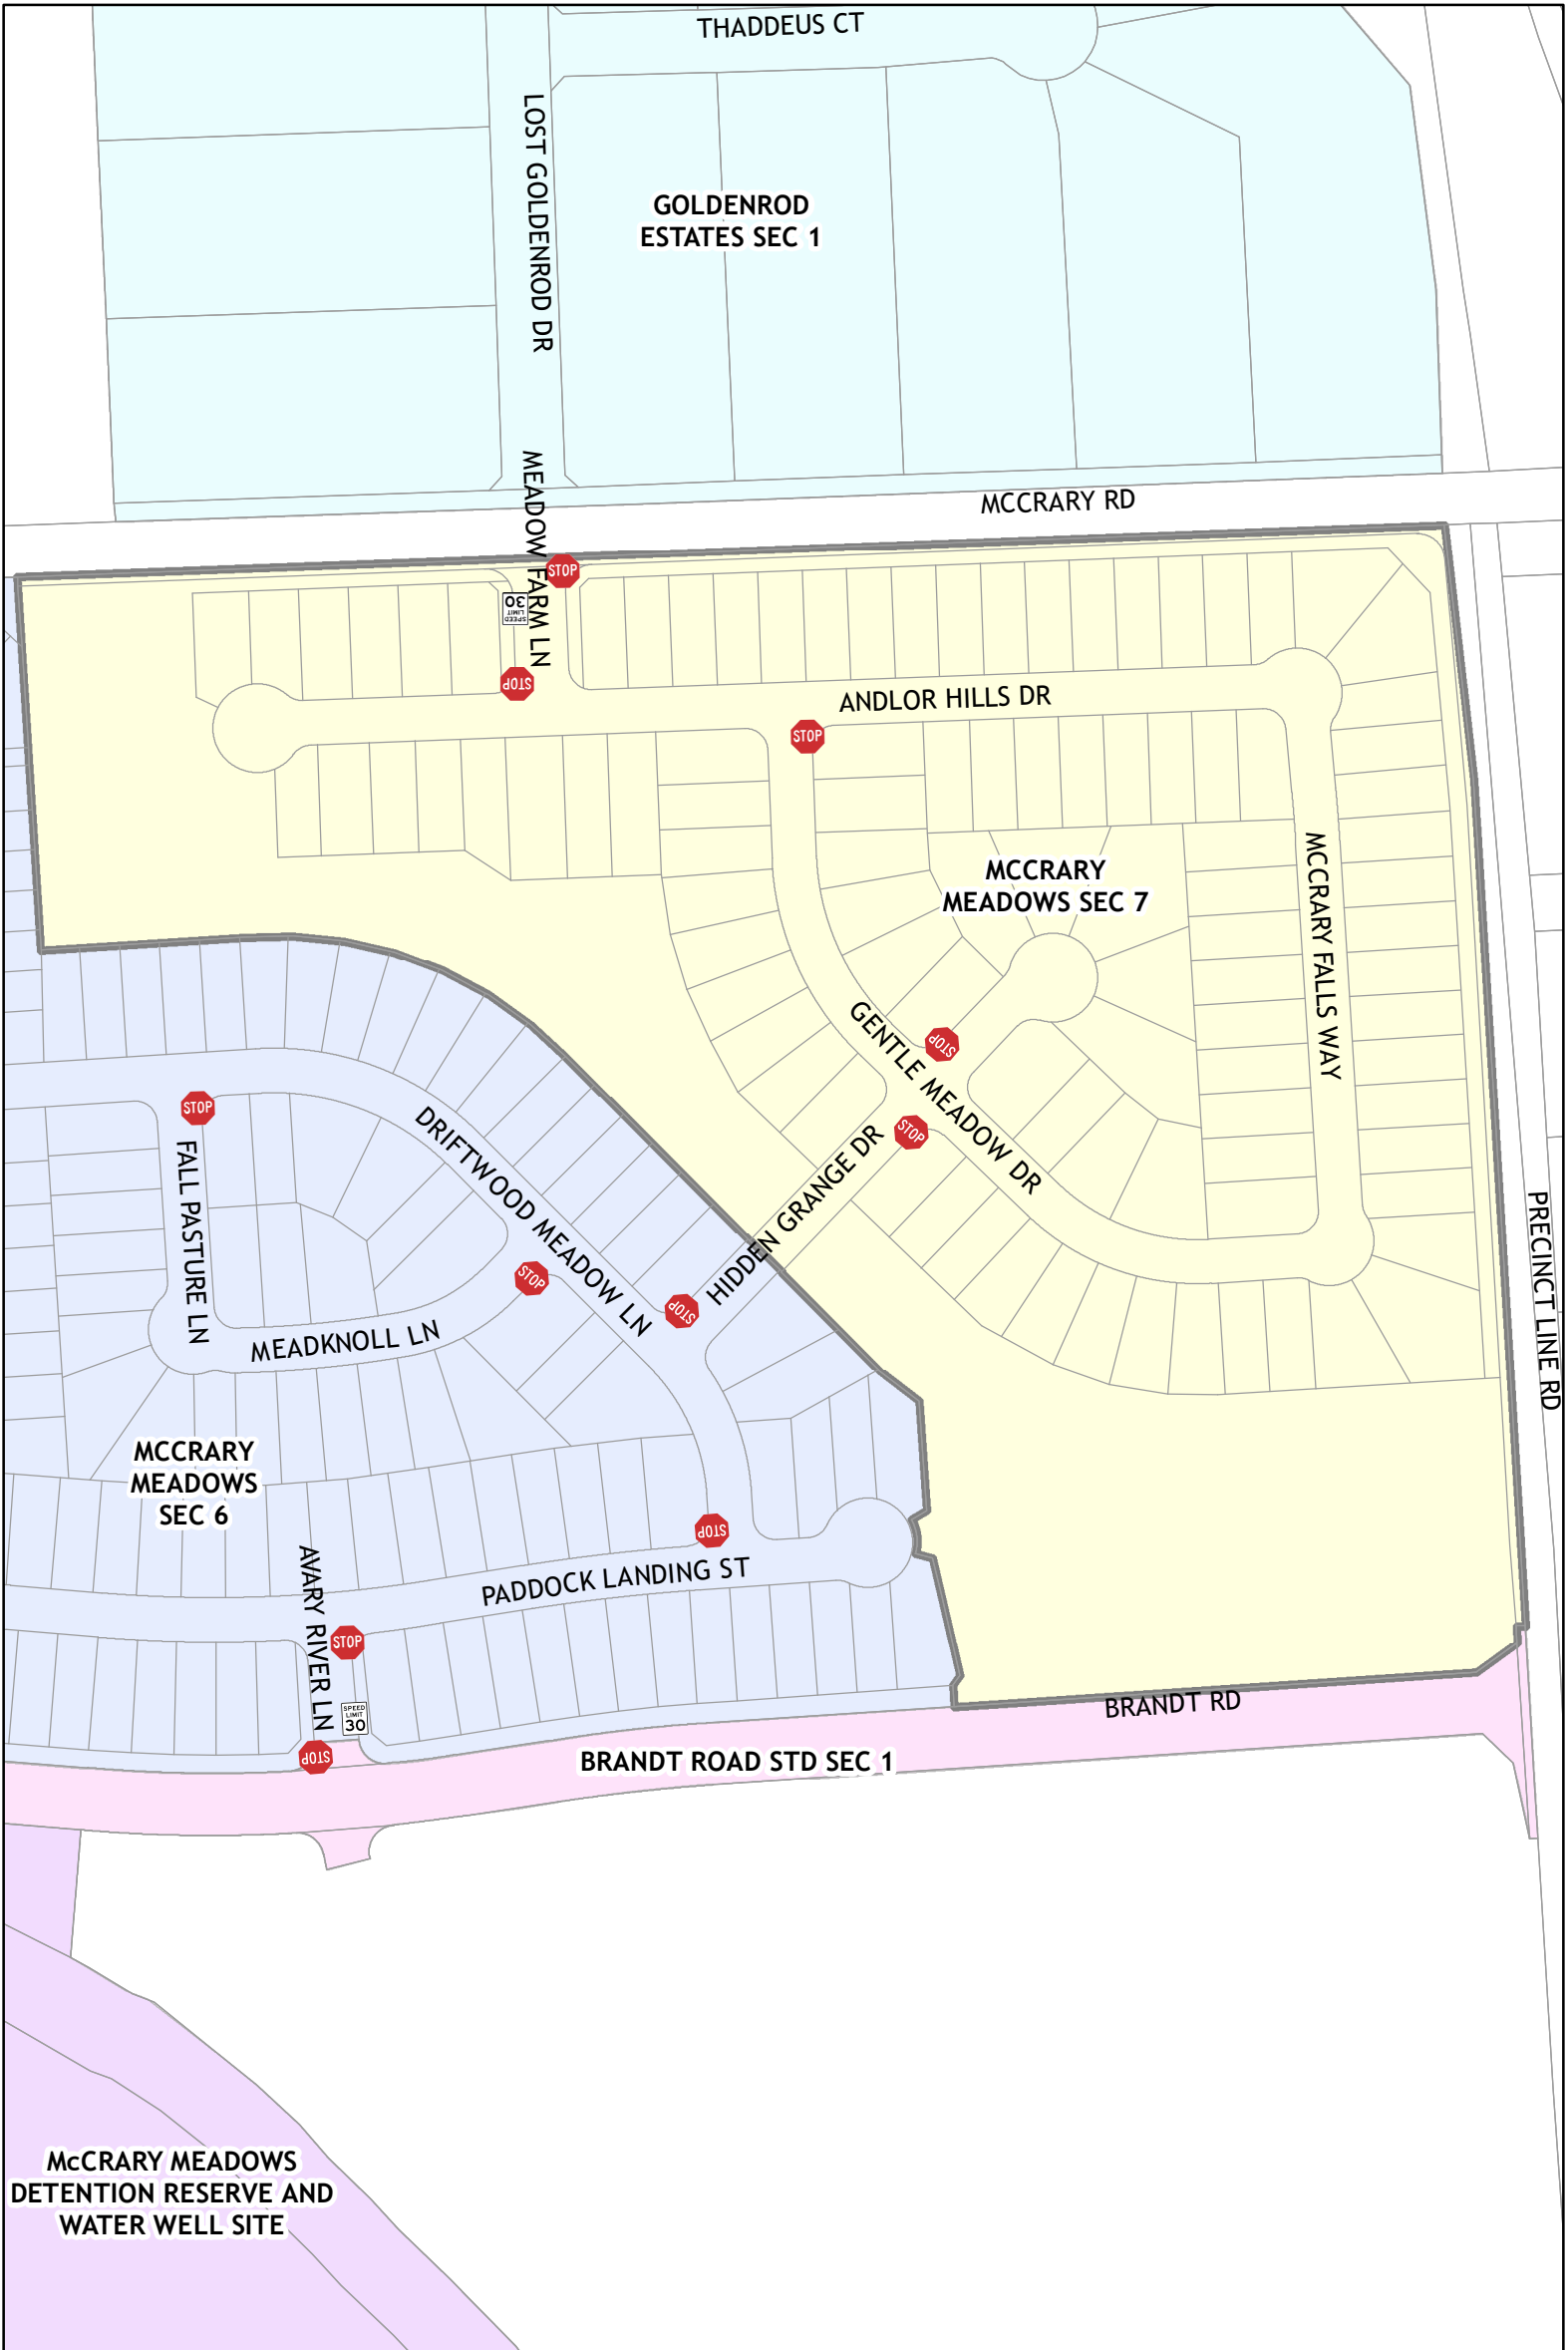 THADDEUS CT
LOST GOLDENROD DR
GOLDENROD
ESTATES SEC 1
MEADOW FARM LN
MCCRARY RD
STOP
SPEED
LIMIT
30
STOP
ANDLOR HILLS DR
STOP
MCCRARY
MEADOWS SEC 7
MCCRARY FALLS WAY
GENTLE MEADOW DR
STOP
STOP
HIDDEN GRANGE DR
STOP
DRIFTWOOD MEADOW LN
STOP
FALL PASTURE LN
STOP
MEADKNOLL LN
STOP
PRECINCT LINE RD
MCCRARY
MEADOWS
SEC 6
STOP
PADDOCK LANDING ST
AVARY RIVER LN
STOP
SPEED
LIMIT
30
STOP
BRANDT RD
BRANDT ROAD STD SEC 1
McCRARY MEADOWS
DETENTION RESERVE AND
WATER WELL SITE